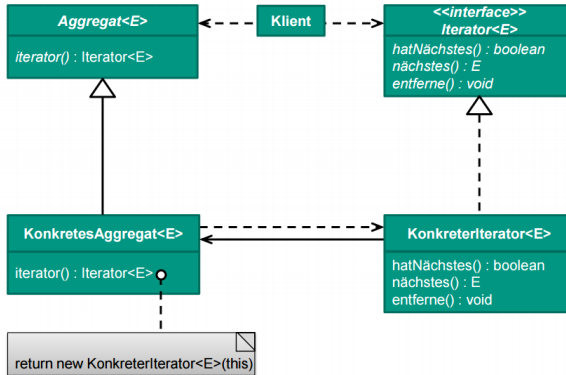 Aggregat<E>
iterator() : Iterator<E>
Klient
<<interface>>
Iterator<E>
hatNächstes() : boolean
nächstes() : E
entferne() : void
KonkretesAggregat<E>
iterator() : Iterator<E>
KonkreterIterator<E>
hatNächstes() : boolean
nächstes() : E
entferne() : void
return new KonkreterIterator<E>(this)